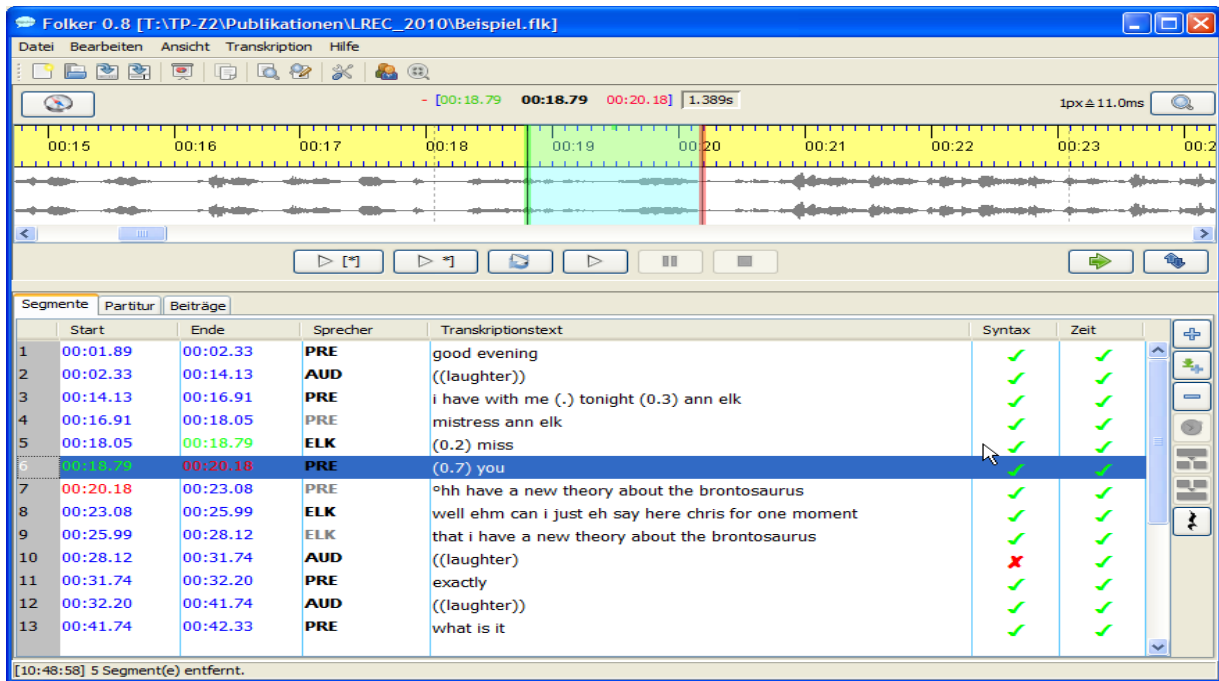 Folker 0.8 [T:\TP-Z2\Publikationen\LREC_2010\Beispiel.flk]
Datei Bearbeiten Ansicht Transkription Hilfe
- [00:18.79 00:18.79 00:20.18] 1.389s 1px≙11.0ms
00:15 00:16 00:17 00:18 00:19 00:20 00:21 00:22 00:23 00:2
▷ [*] ▷ *] ▷
Segmente Partitur Beiträge
Start Ende Sprecher Transkriptionstext Syntax Zeit
1 00:01.89 00:02.33 PRE good evening ✓ ✓
2 00:02.33 00:14.13 AUD ((laughter)) ✓ ✓
3 00:14.13 00:16.91 PRE i have with me (.) tonight (0.3) ann elk ✓ ✓
4 00:16.91 00:18.05 PRE mistress ann elk ✓ ✓
5 00:18.05 00:18.79 ELK (0.2) miss ✓ ✓
6 00:18.79 00:20.18 PRE (0.7) you ✓ ✓
7 00:20.18 00:23.08 PRE °hh have a new theory about the brontosaurus ✓ ✓
8 00:23.08 00:25.99 ELK well ehm can i just eh say here chris for one moment ✓ ✓
9 00:25.99 00:28.12 ELK that i have a new theory about the brontosaurus ✓ ✓
10 00:28.12 00:31.74 AUD ((laughter) ✗ ✓
11 00:31.74 00:32.20 PRE exactly ✓ ✓
12 00:32.20 00:41.74 AUD ((laughter)) ✓ ✓
13 00:41.74 00:42.33 PRE what is it ✓ ✓
[10:48:58] 5 Segment(e) entfernt.